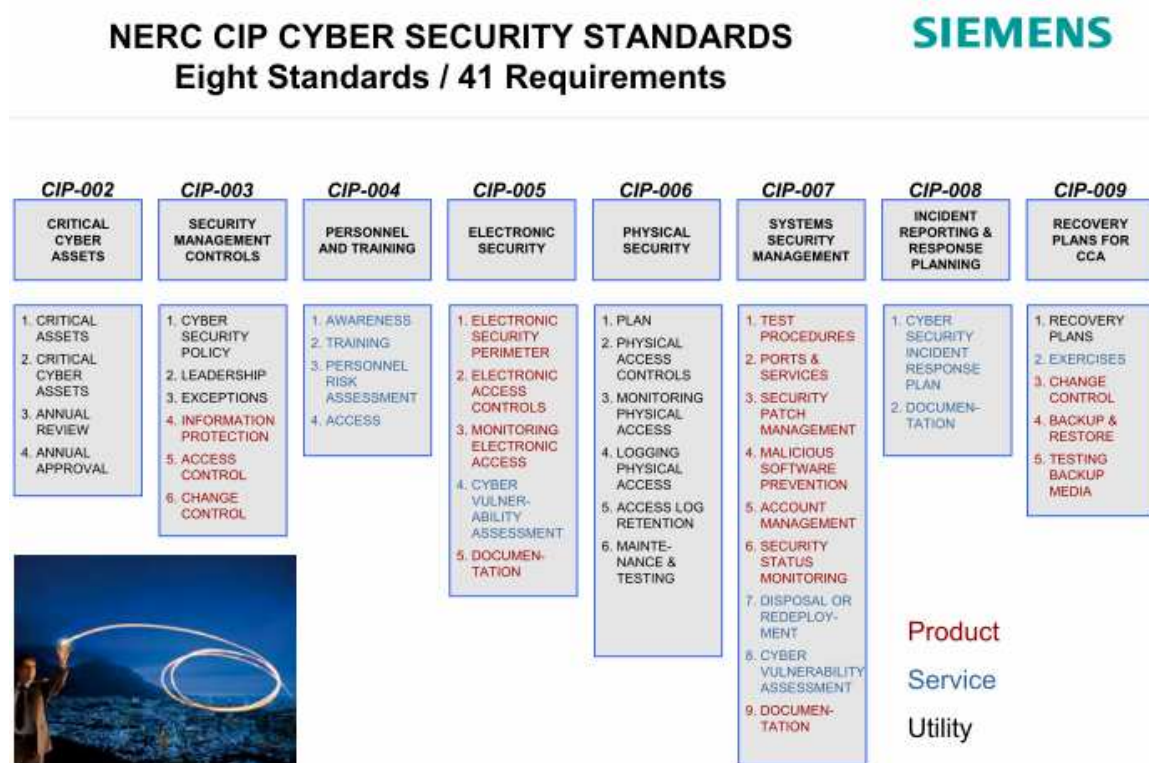 NERC CIP CYBER SECURITY STANDARDS
Eight Standards / 41 Requirements
SIEMENS
CIP-002
CRITICAL
CYBER
ASSETS
1. CRITICAL
ASSETS
2. CRITICAL
CYBER
ASSETS
3. ANNUAL
REVIEW
4. ANNUAL
APPROVAL
CIP-003
SECURITY
MANAGEMENT
CONTROLS
1. CYBER
SECURITY
POLICY
2. LEADERSHIP
3. EXCEPTIONS
4. INFORMATION
PROTECTION
5. ACCESS
CONTROL
6. CHANGE
CONTROL
CIP-004
PERSONNEL
AND TRAINING
1. AWARENESS
2. TRAINING
3. PERSONNEL
RISK
ASSESSMENT
4. ACCESS
CIP-005
ELECTRONIC
SECURITY
1. ELECTRONIC
SECURITY
PERIMETER
2. ELECTRONIC
ACCESS
CONTROLS
3. MONITORING
ELECTRONIC
ACCESS
4. CYBER
VULNER-
ABILITY
ASSESSMENT
5. DOCUMEN-
TATION
CIP-006
PHYSICAL
SECURITY
1. PLAN
2. PHYSICAL
ACCESS
CONTROLS
3. MONITORING
PHYSICAL
ACCESS
4. LOGGING
PHYSICAL
ACCESS
5. ACCESS LOG
RETENTION
6. MAINTE-
NANCE &
TESTING
CIP-007
SYSTEMS
SECURITY
MANAGEMENT
1. TEST
PROCEDURES
2. PORTS &
SERVICES
3. SECURITY
PATCH
MANAGEMENT
4. MALICIOUS
SOFTWARE
PREVENTION
5. ACCOUNT
MANAGEMENT
6. SECURITY
STATUS
MONITORING
7. DISPOSAL OR
REDEPLOY-
MENT
8. CYBER
VULNERABILITY
ASSESSMENT
9. DOCUMEN-
TATION
CIP-008
INCIDENT
REPORTING &
RESPONSE
PLANNING
1. CYBER
SECURITY
INCIDENT
RESPONSE
PLAN
2. DOCUMEN-
TATION
CIP-009
RECOVERY
PLANS FOR
CCA
1. RECOVERY
PLANS
2. EXERCISES
3. CHANGE
CONTROL
4. BACKUP &
RESTORE
5. TESTING
BACKUP
MEDIA
Product
Service
Utility